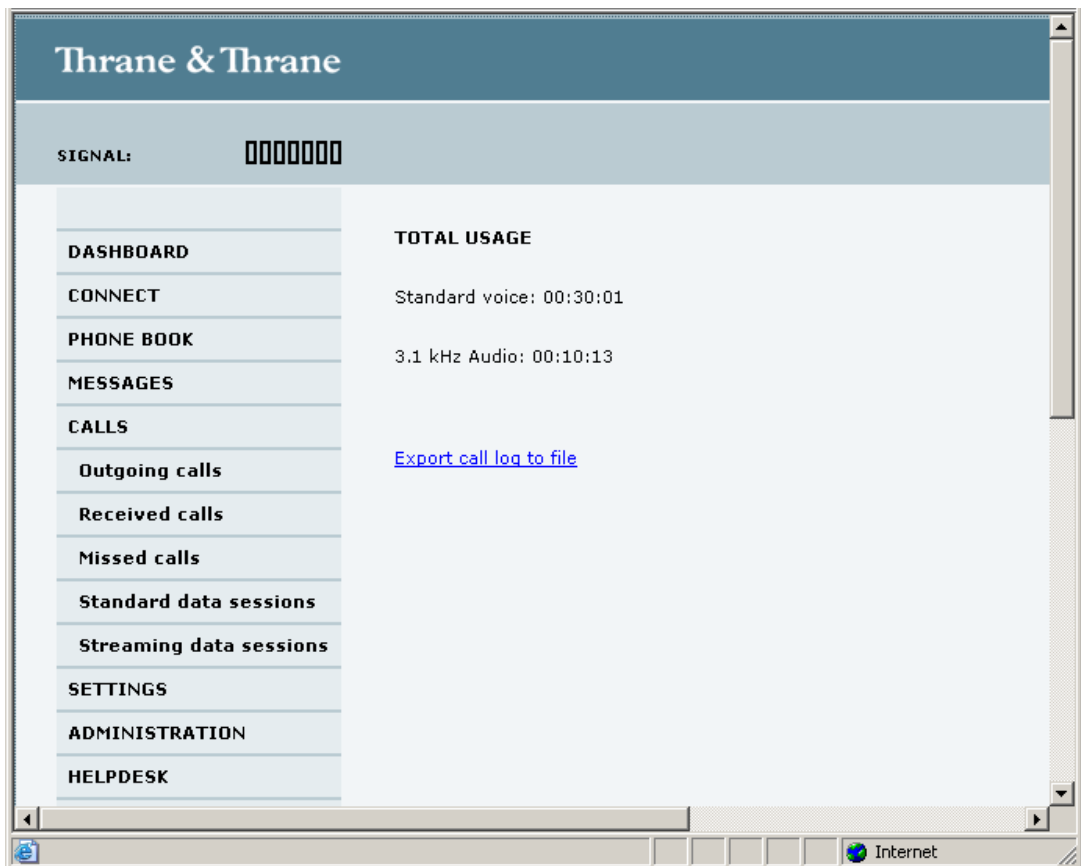 Thrane & Thrane
SIGNAL:
DASHBOARD
CONNECT
PHONE BOOK
MESSAGES
CALLS
Outgoing calls
Received calls
Missed calls
Standard data sessions
Streaming data sessions
SETTINGS
ADMINISTRATION
HELPDESK
TOTAL USAGE
Standard voice: 00:30:01
3.1 kHz Audio: 00:10:13
Export call log to file
Internet